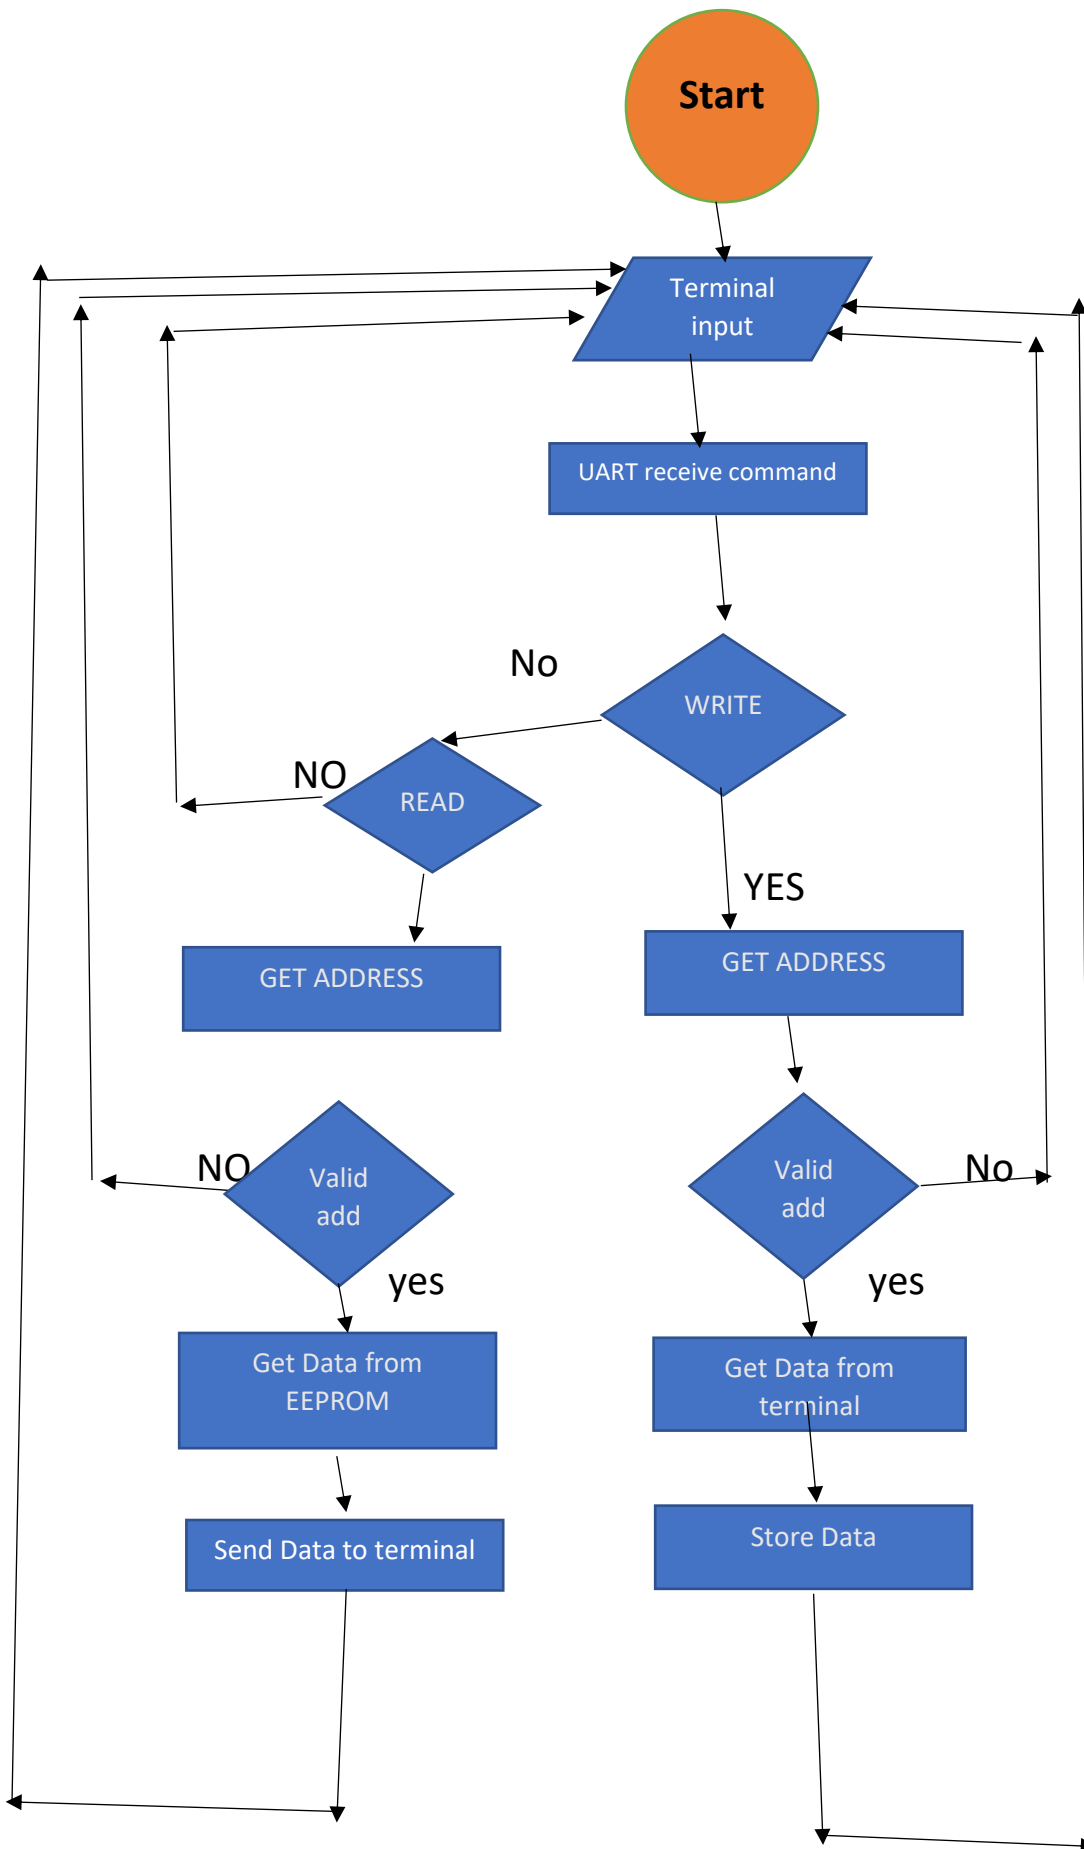 Start
Terminal
input
UART receive command
No
WRITE
NO
READ
YES
GET ADDRESS
GET ADDRESS
NO
Valid
add
Valid
add
No
yes
yes
Get Data from
EEPROM
Get Data from
terminal
Send Data to terminal
Store Data